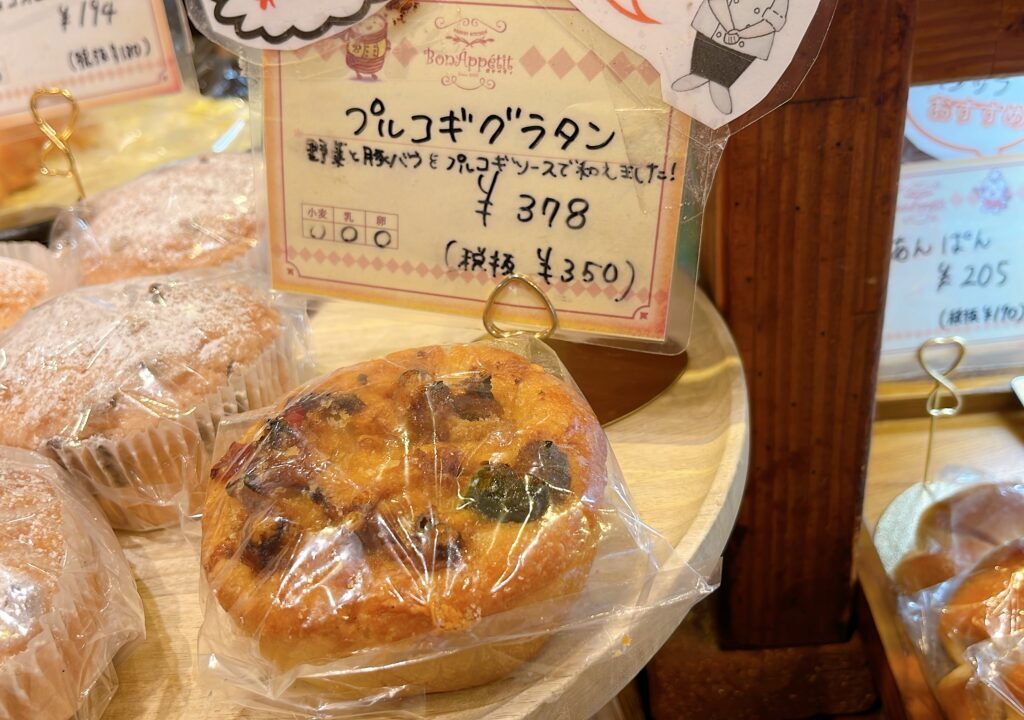 ¥194
(税抜¥180)
Bon Appétit
プルコギグラタン
野菜と豚バラをプルコギソースで和えました!
¥378
小麦 乳 卵
○ ○ ○
(税抜 ¥350)
おすすめ
あんぱん
¥205
(税抜¥190)